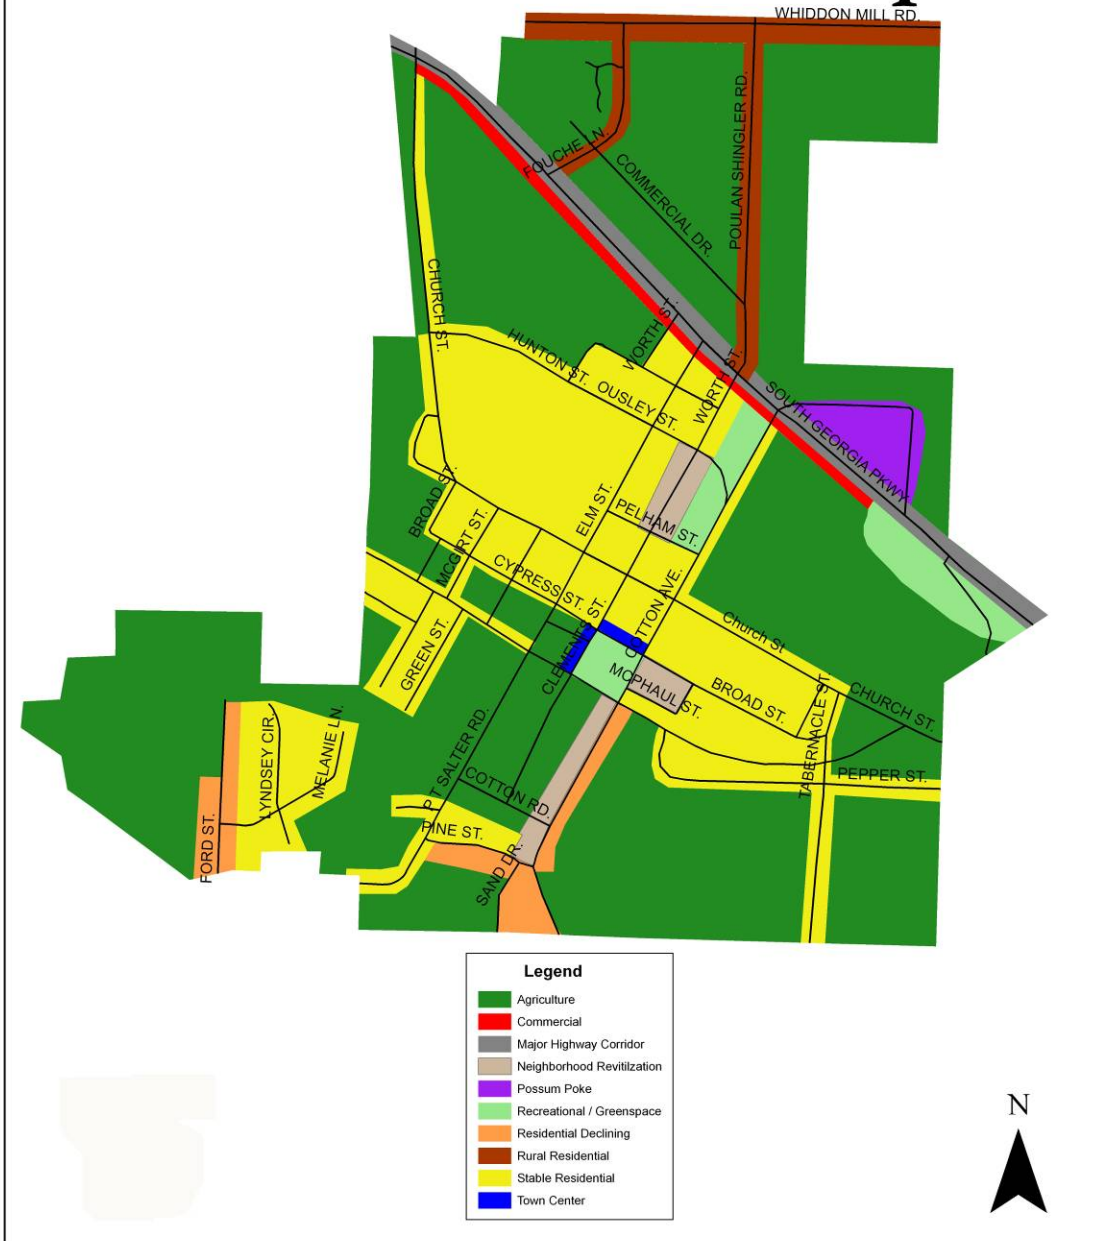 WHIDDON MILL RD.
FOUCHE LN.
COMMERCIAL DR.
POULAN SHINGLER RD.
CHURCH ST.
HUNTON ST.
WORTH ST.
OUSLEY ST.
WORTH ST.
SOUTH GEORGIA PKWY.
BROAD ST.
MCGIRT ST.
ELM ST.
PELHAM ST.
CYPRESS ST.
CLEMENTS ST.
COTTON AVE.
Church St
GREEN ST.
MCPHAUL ST.
BROAD ST.
TABERNACLE ST.
CHURCH ST.
LYNDSEY CIR.
MELANIE LN.
PT SALTER RD.
COTTON RD.
PEPPER ST.
FORD ST.
PINE ST.
SAND DR.
Legend
Agriculture
Commercial
Major Highway Corridor
Neighborhood Revitilzation
Possum Poke
Recreational / Greenspace
Residential Declining
Rural Residential
Stable Residential
Town Center
N